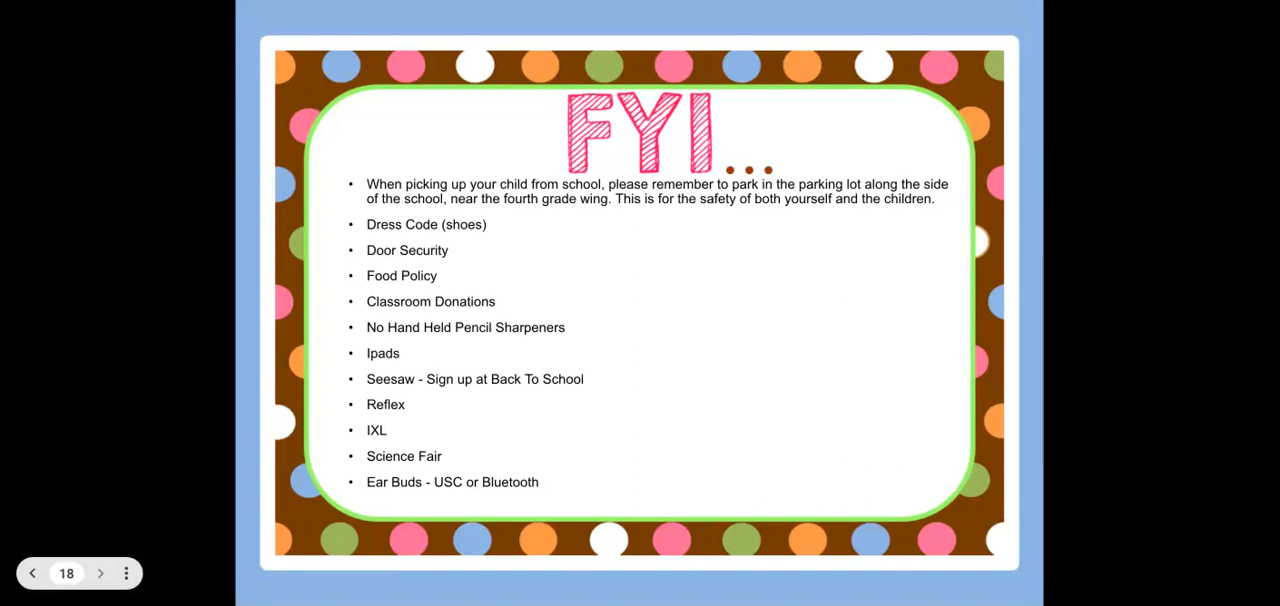 FYI...
• When picking up your child from school, please remember to park in the parking lot along the side
of the school, near the fourth grade wing. This is for the safety of both yourself and the children.
• Dress Code (shoes)
• Door Security
• Food Policy
• Classroom Donations
• No Hand Held Pencil Sharpeners
• Ipads
• Seesaw - Sign up at Back To School
• Reflex
• IXL
• Science Fair
• Ear Buds - USC or Bluetooth
18